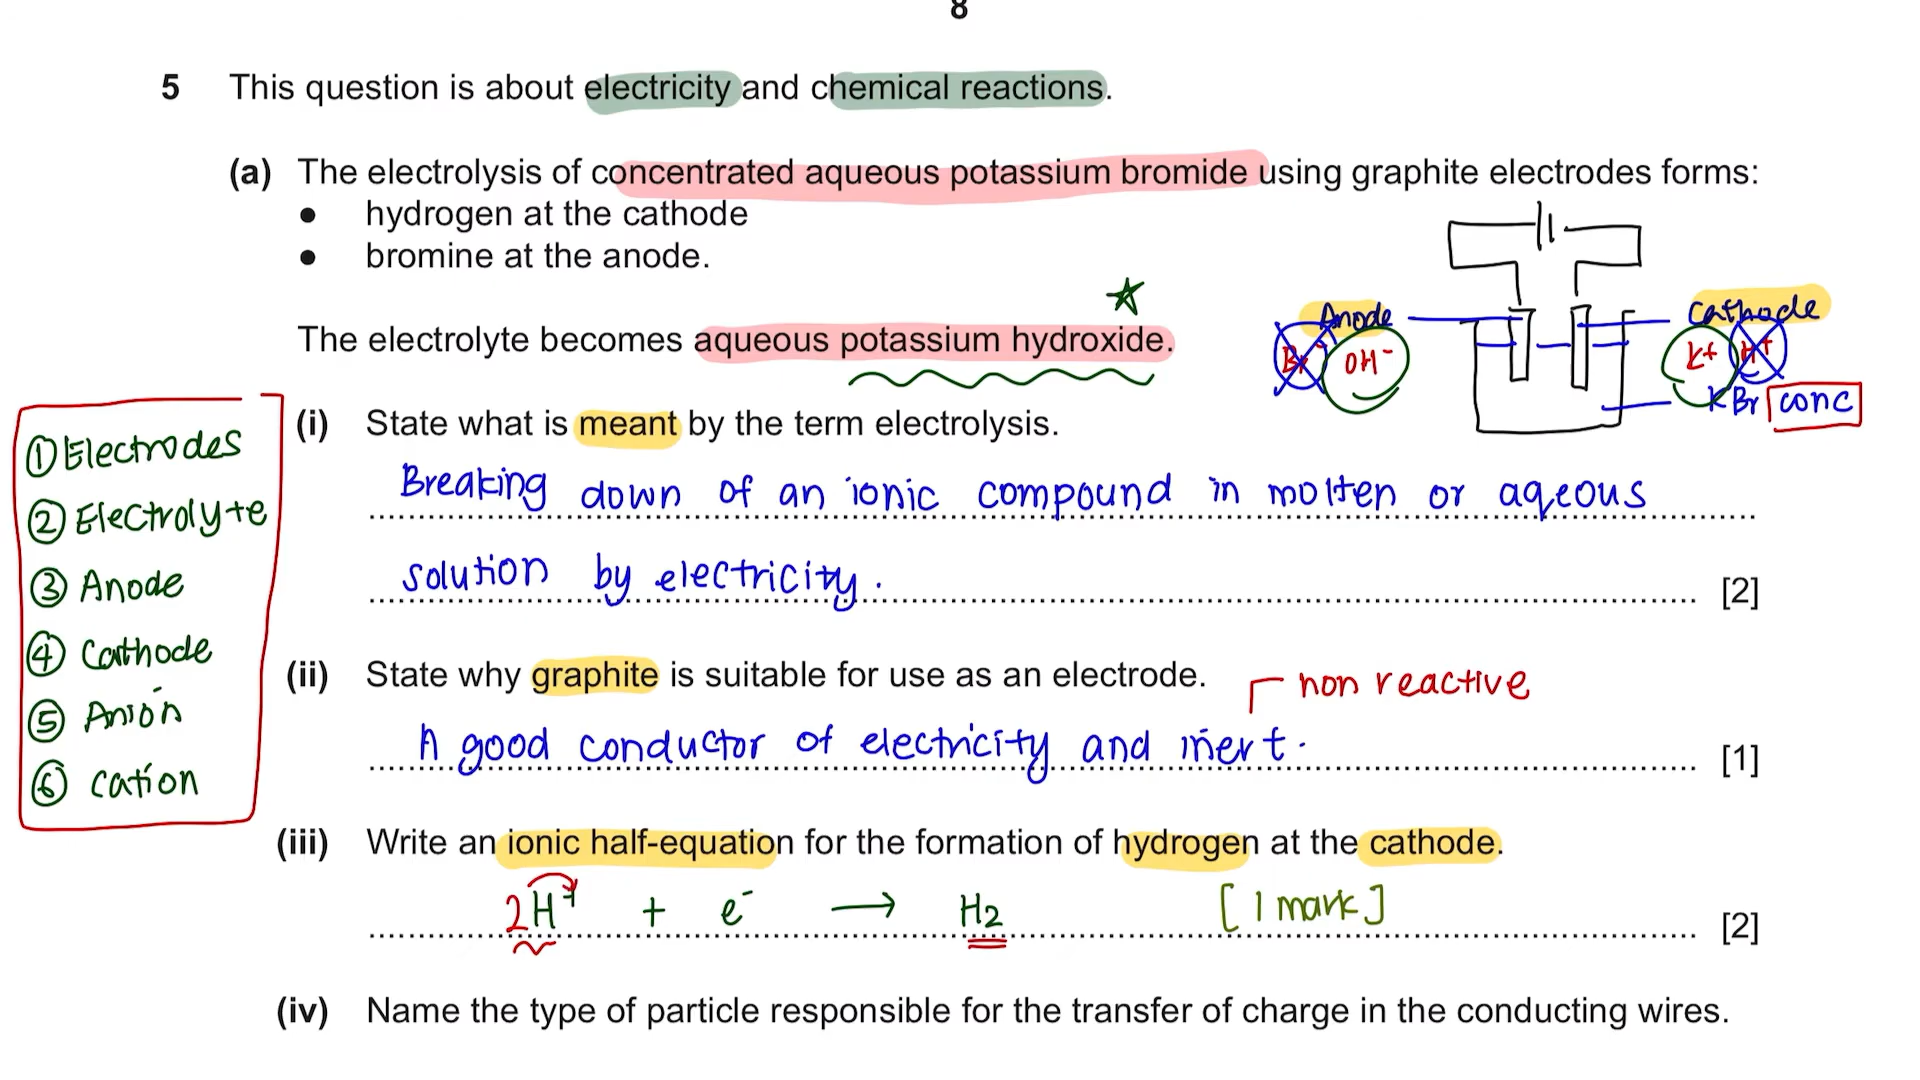 8
5 This question is about electricity and chemical reactions.
(a) The electrolysis of concentrated aqueous potassium bromide using graphite electrodes forms:
● hydrogen at the cathode
● bromine at the anode.
The electrolyte becomes aqueous potassium hydroxide.
Anode
Cathode
Br⁻ OH⁻
K+ H+
KBr conc
① Electrodes
② Electrolyte
③ Anode
④ Cathode
⑤ Anion
⑥ cation
(i) State what is meant by the term electrolysis.
Breaking down of an ionic compound in molten or aqeous
solution by electricity. [2]
(ii) State why graphite is suitable for use as an electrode.
non reactive
A good conductor of electricity and inert. [1]
(iii) Write an ionic half-equation for the formation of hydrogen at the cathode.
2H⁺ + e⁻ → H2 [1 mark] [2]
(iv) Name the type of particle responsible for the transfer of charge in the conducting wires.